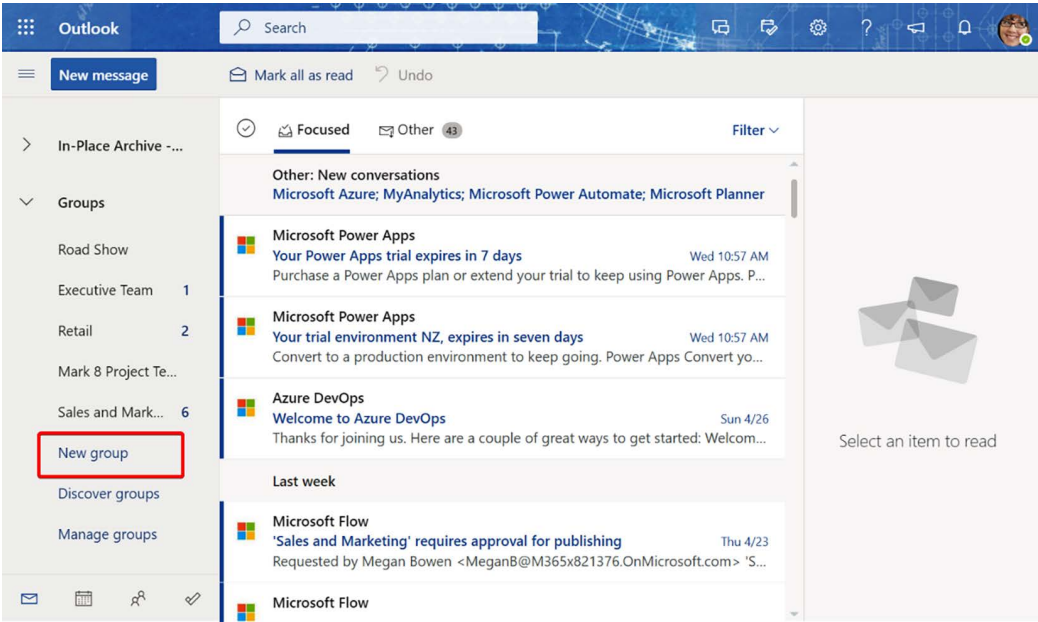 Outlook
Search
New message
Mark all as read
Undo
In-Place Archive -...
Groups
Road Show
Executive Team 1
Retail 2
Mark 8 Project Te...
Sales and Mark... 6
New group
Discover groups
Manage groups
Focused
Other 43
Filter
Other: New conversations
Microsoft Azure; MyAnalytics; Microsoft Power Automate; Microsoft Planner
Microsoft Power Apps
Your Power Apps trial expires in 7 days Wed 10:57 AM
Purchase a Power Apps plan or extend your trial to keep using Power Apps. P...
Microsoft Power Apps
Your trial environment NZ, expires in seven days Wed 10:57 AM
Convert to a production environment to keep going. Power Apps Convert yo...
Azure DevOps
Welcome to Azure DevOps Sun 4/26
Thanks for joining us. Here are a couple of great ways to get started: Welcom...
Last week
Microsoft Flow
'Sales and Marketing' requires approval for publishing Thu 4/23
Requested by Megan Bowen <MeganB@M365x821376.OnMicrosoft.com> 'S...
Microsoft Flow
Select an item to read